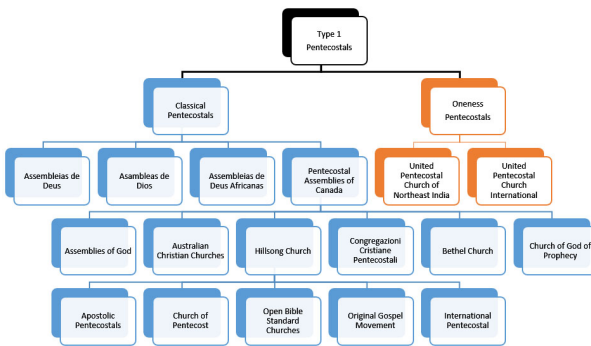 Type 1
Pentecostals
Classical
Pentecostals
Oneness
Pentecostals
Assembleias de
Deus
Asambleas de
Dios
Assembleias de
Deus Africanas
Pentecostal
Assemblies of
Canada
United
Pentecostal
Church of
Northeast India
United
Pentecostal
Church
International
Assemblies of God
Australian
Christian Churches
Hillsong Church
Congregazioni
Cristiane
Pentecostali
Bethel Church
Church of God of
Prophecy
Apostolic
Pentecostals
Church of
Pentecost
Open Bible
Standard
Churches
Original Gospel
Movement
International
Pentecostal